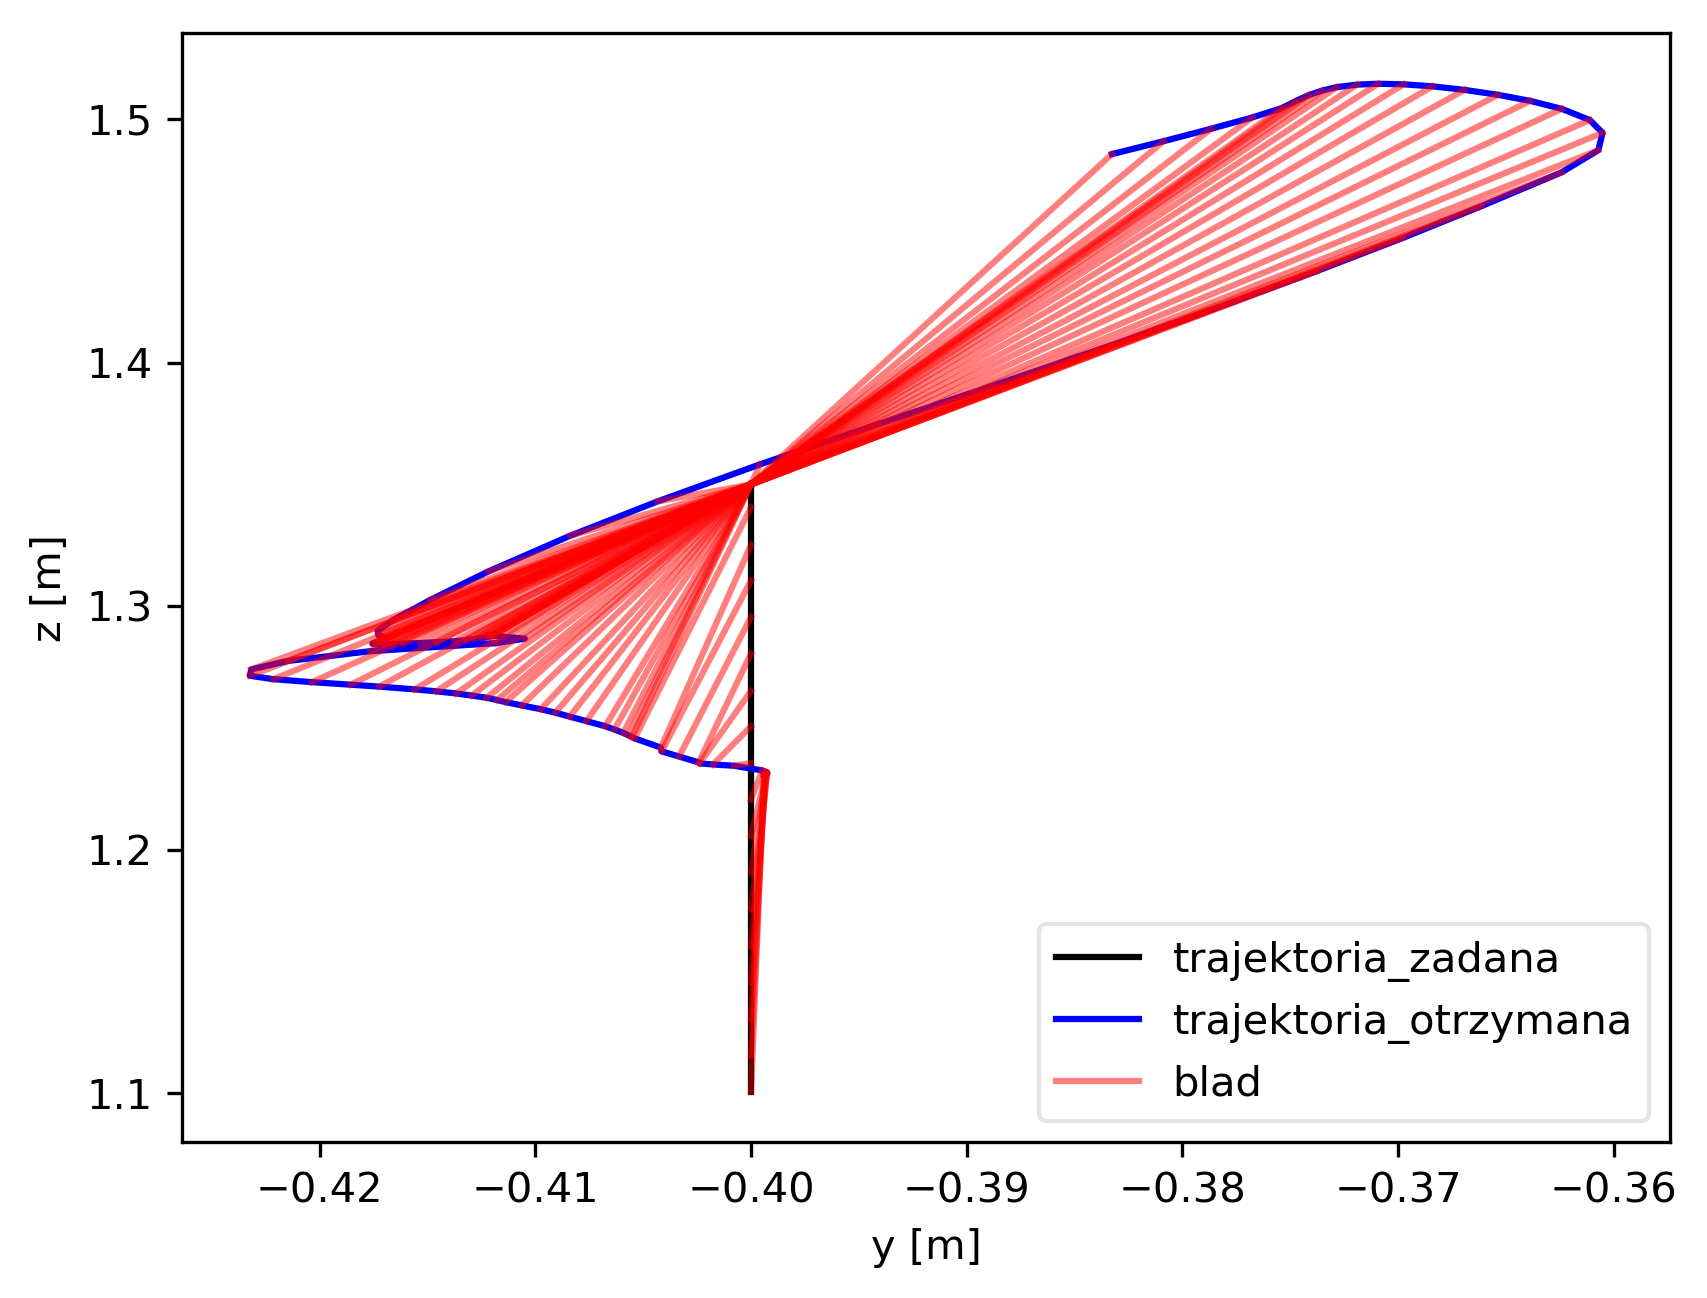 1.5
1.4
1.3
1.2
1.1
z [m]
−0.42 −0.41 −0.40 −0.39 −0.38 −0.37 −0.36
y [m]
trajektoria_zadana
trajektoria_otrzymana
blad